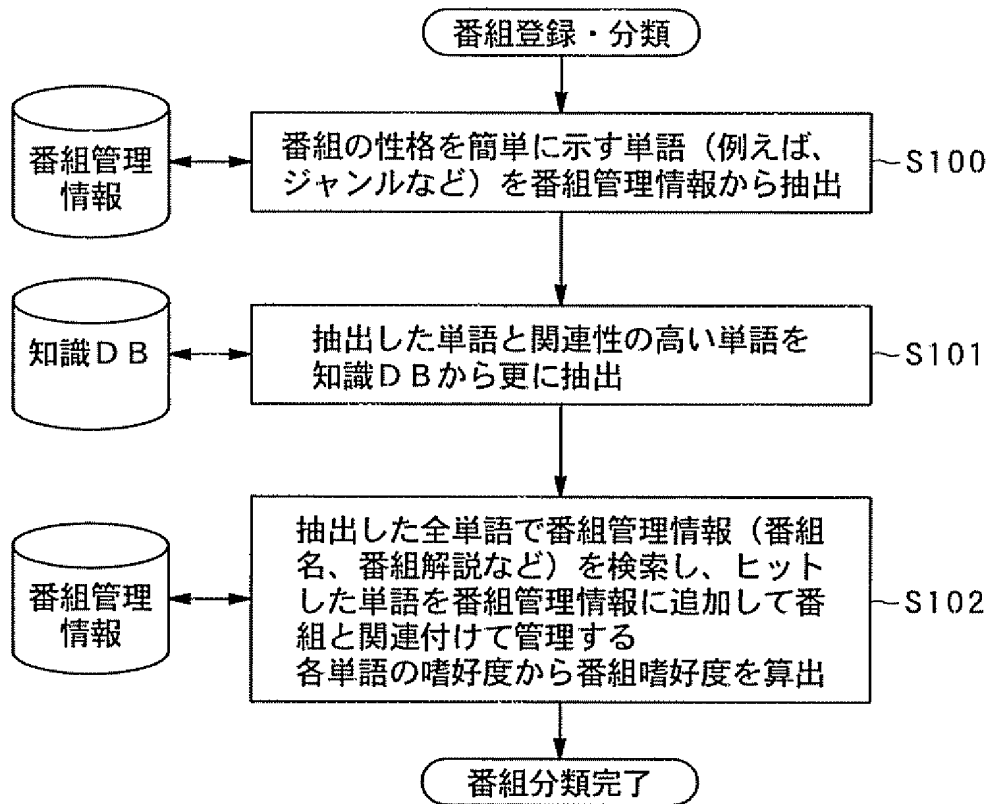 番組登録・分類
番組管理
情報
番組の性格を簡単に示す単語（例えば、
ジャンルなど）を番組管理情報から抽出
S100
知識ＤＢ
抽出した単語と関連性の高い単語を
知識ＤＢから更に抽出
S101
番組管理
情報
抽出した全単語で番組管理情報（番組
名、番組解説など）を検索し、ヒット
した単語を番組管理情報に追加して番
組と関連付けて管理する
各単語の嗜好度から番組嗜好度を算出
S102
番組分類完了